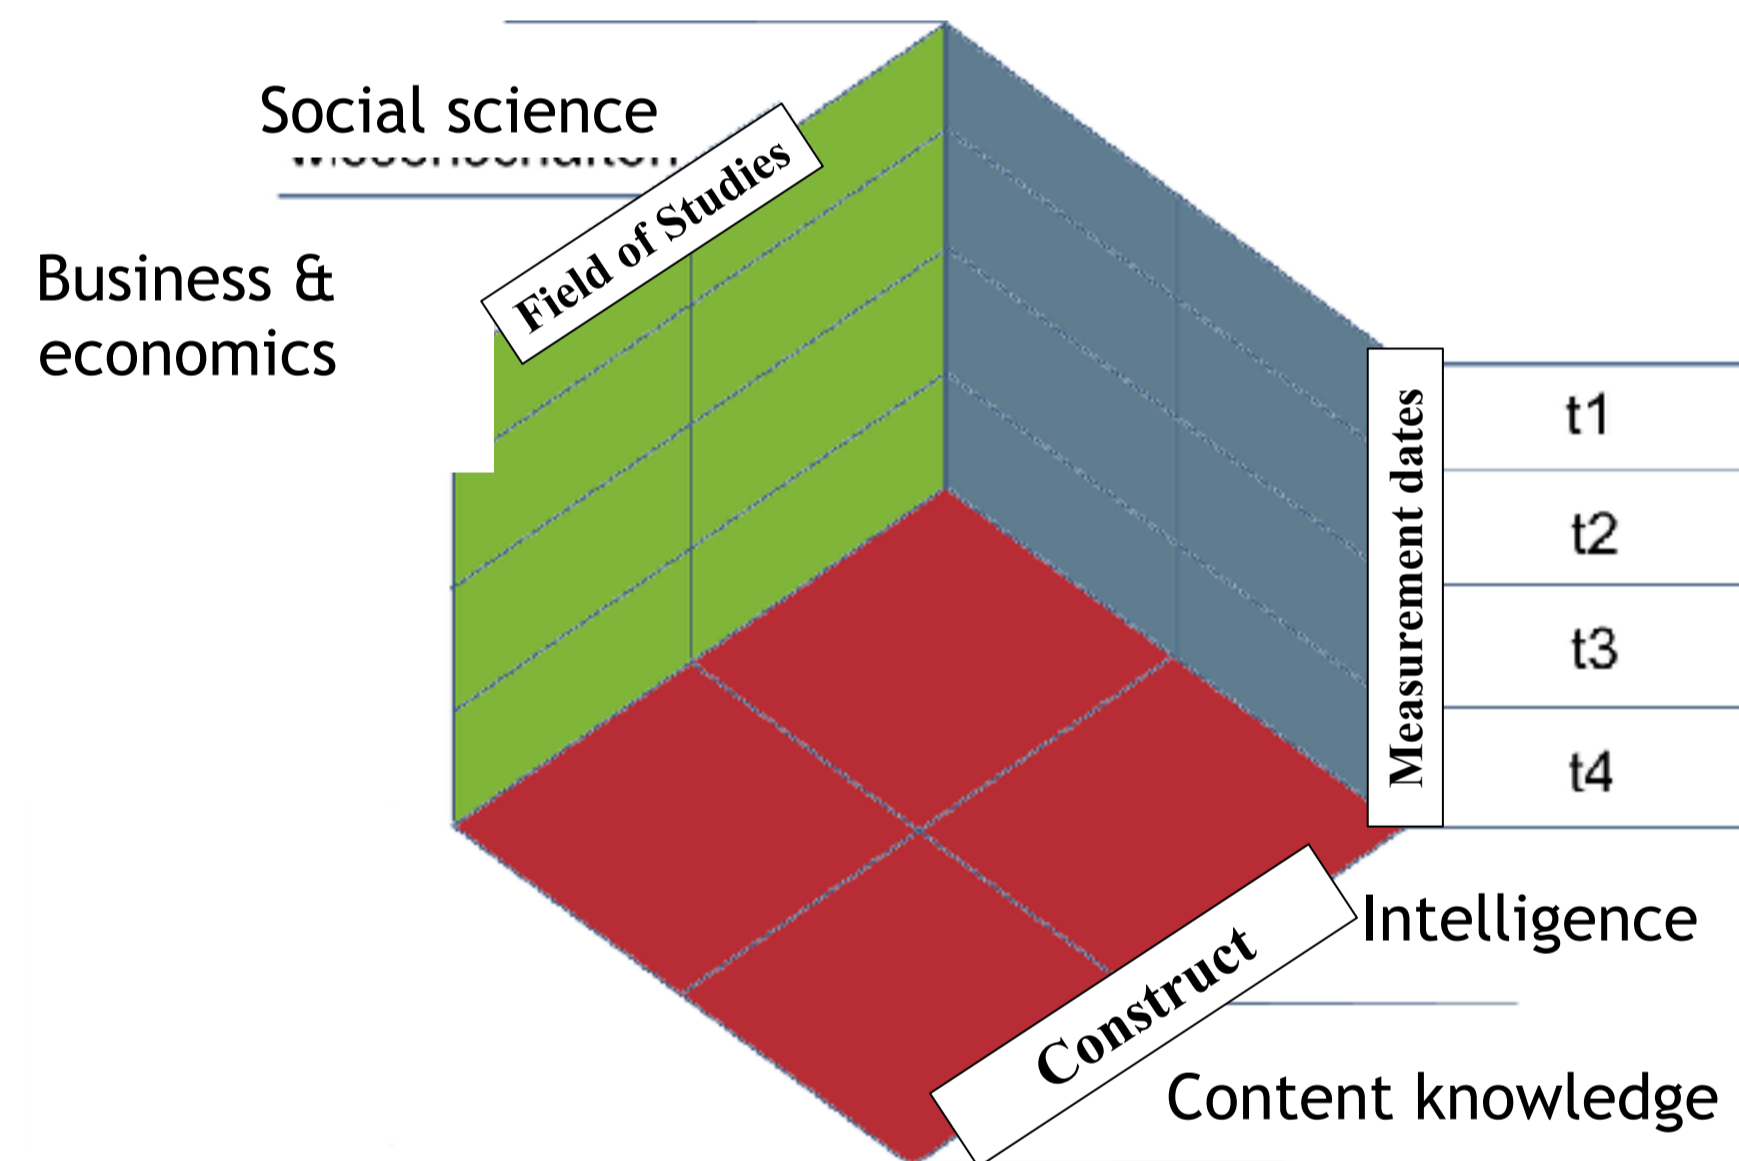 Social science
Field of Studies
Business &
economics
Measurement dates
t1
t2
t3
t4
Intelligence
Construct
Content knowledge